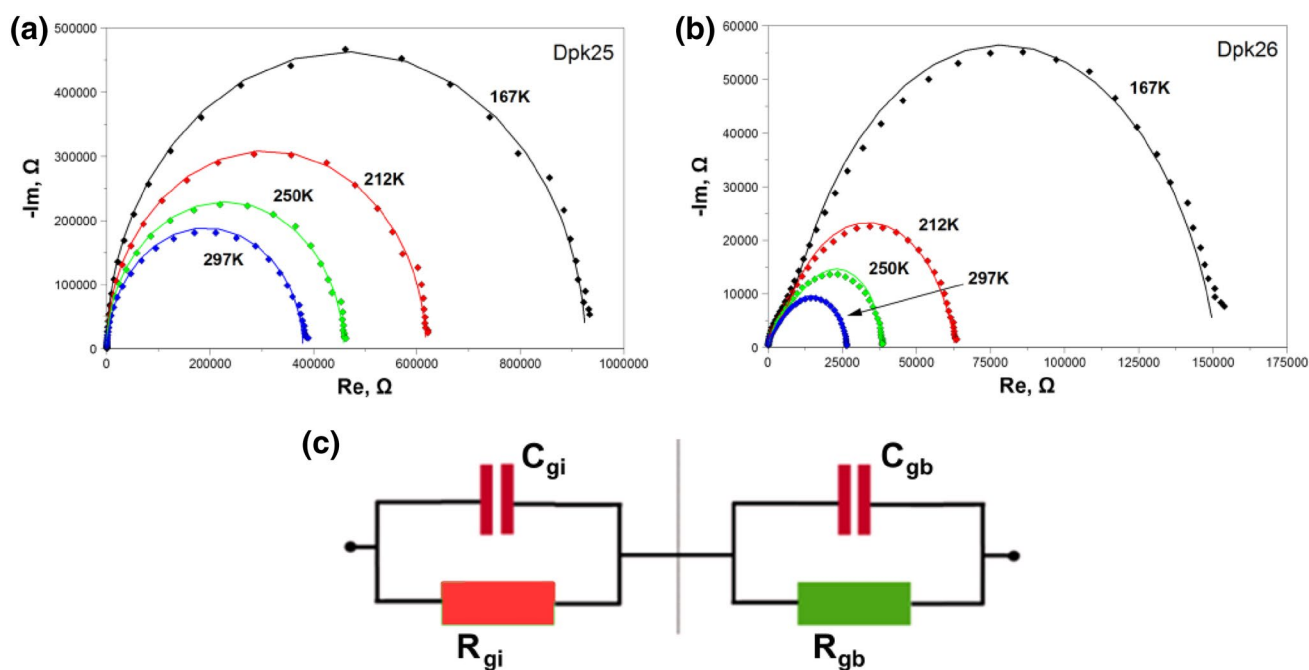 (a)
500000
400000
300000
200000
100000
0
-Im, Ω
Dpk25
167K
212K
250K
297K
0
200000
400000
600000
800000
1000000
Re, Ω
(b)
60000
50000
40000
30000
20000
10000
0
-Im, Ω
Dpk26
167K
212K
250K
297K
0
25000
50000
75000
100000
125000
150000
175000
Re, Ω
(c)
Cgi
Cgb
Rgi
Rgb